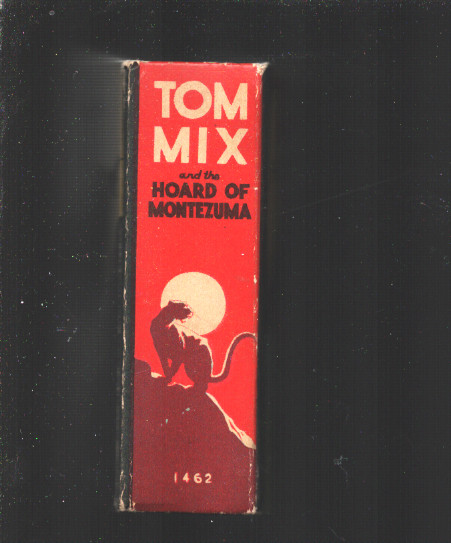 TOM
MIX
and the
HOARD OF
MONTEZUMA
1462